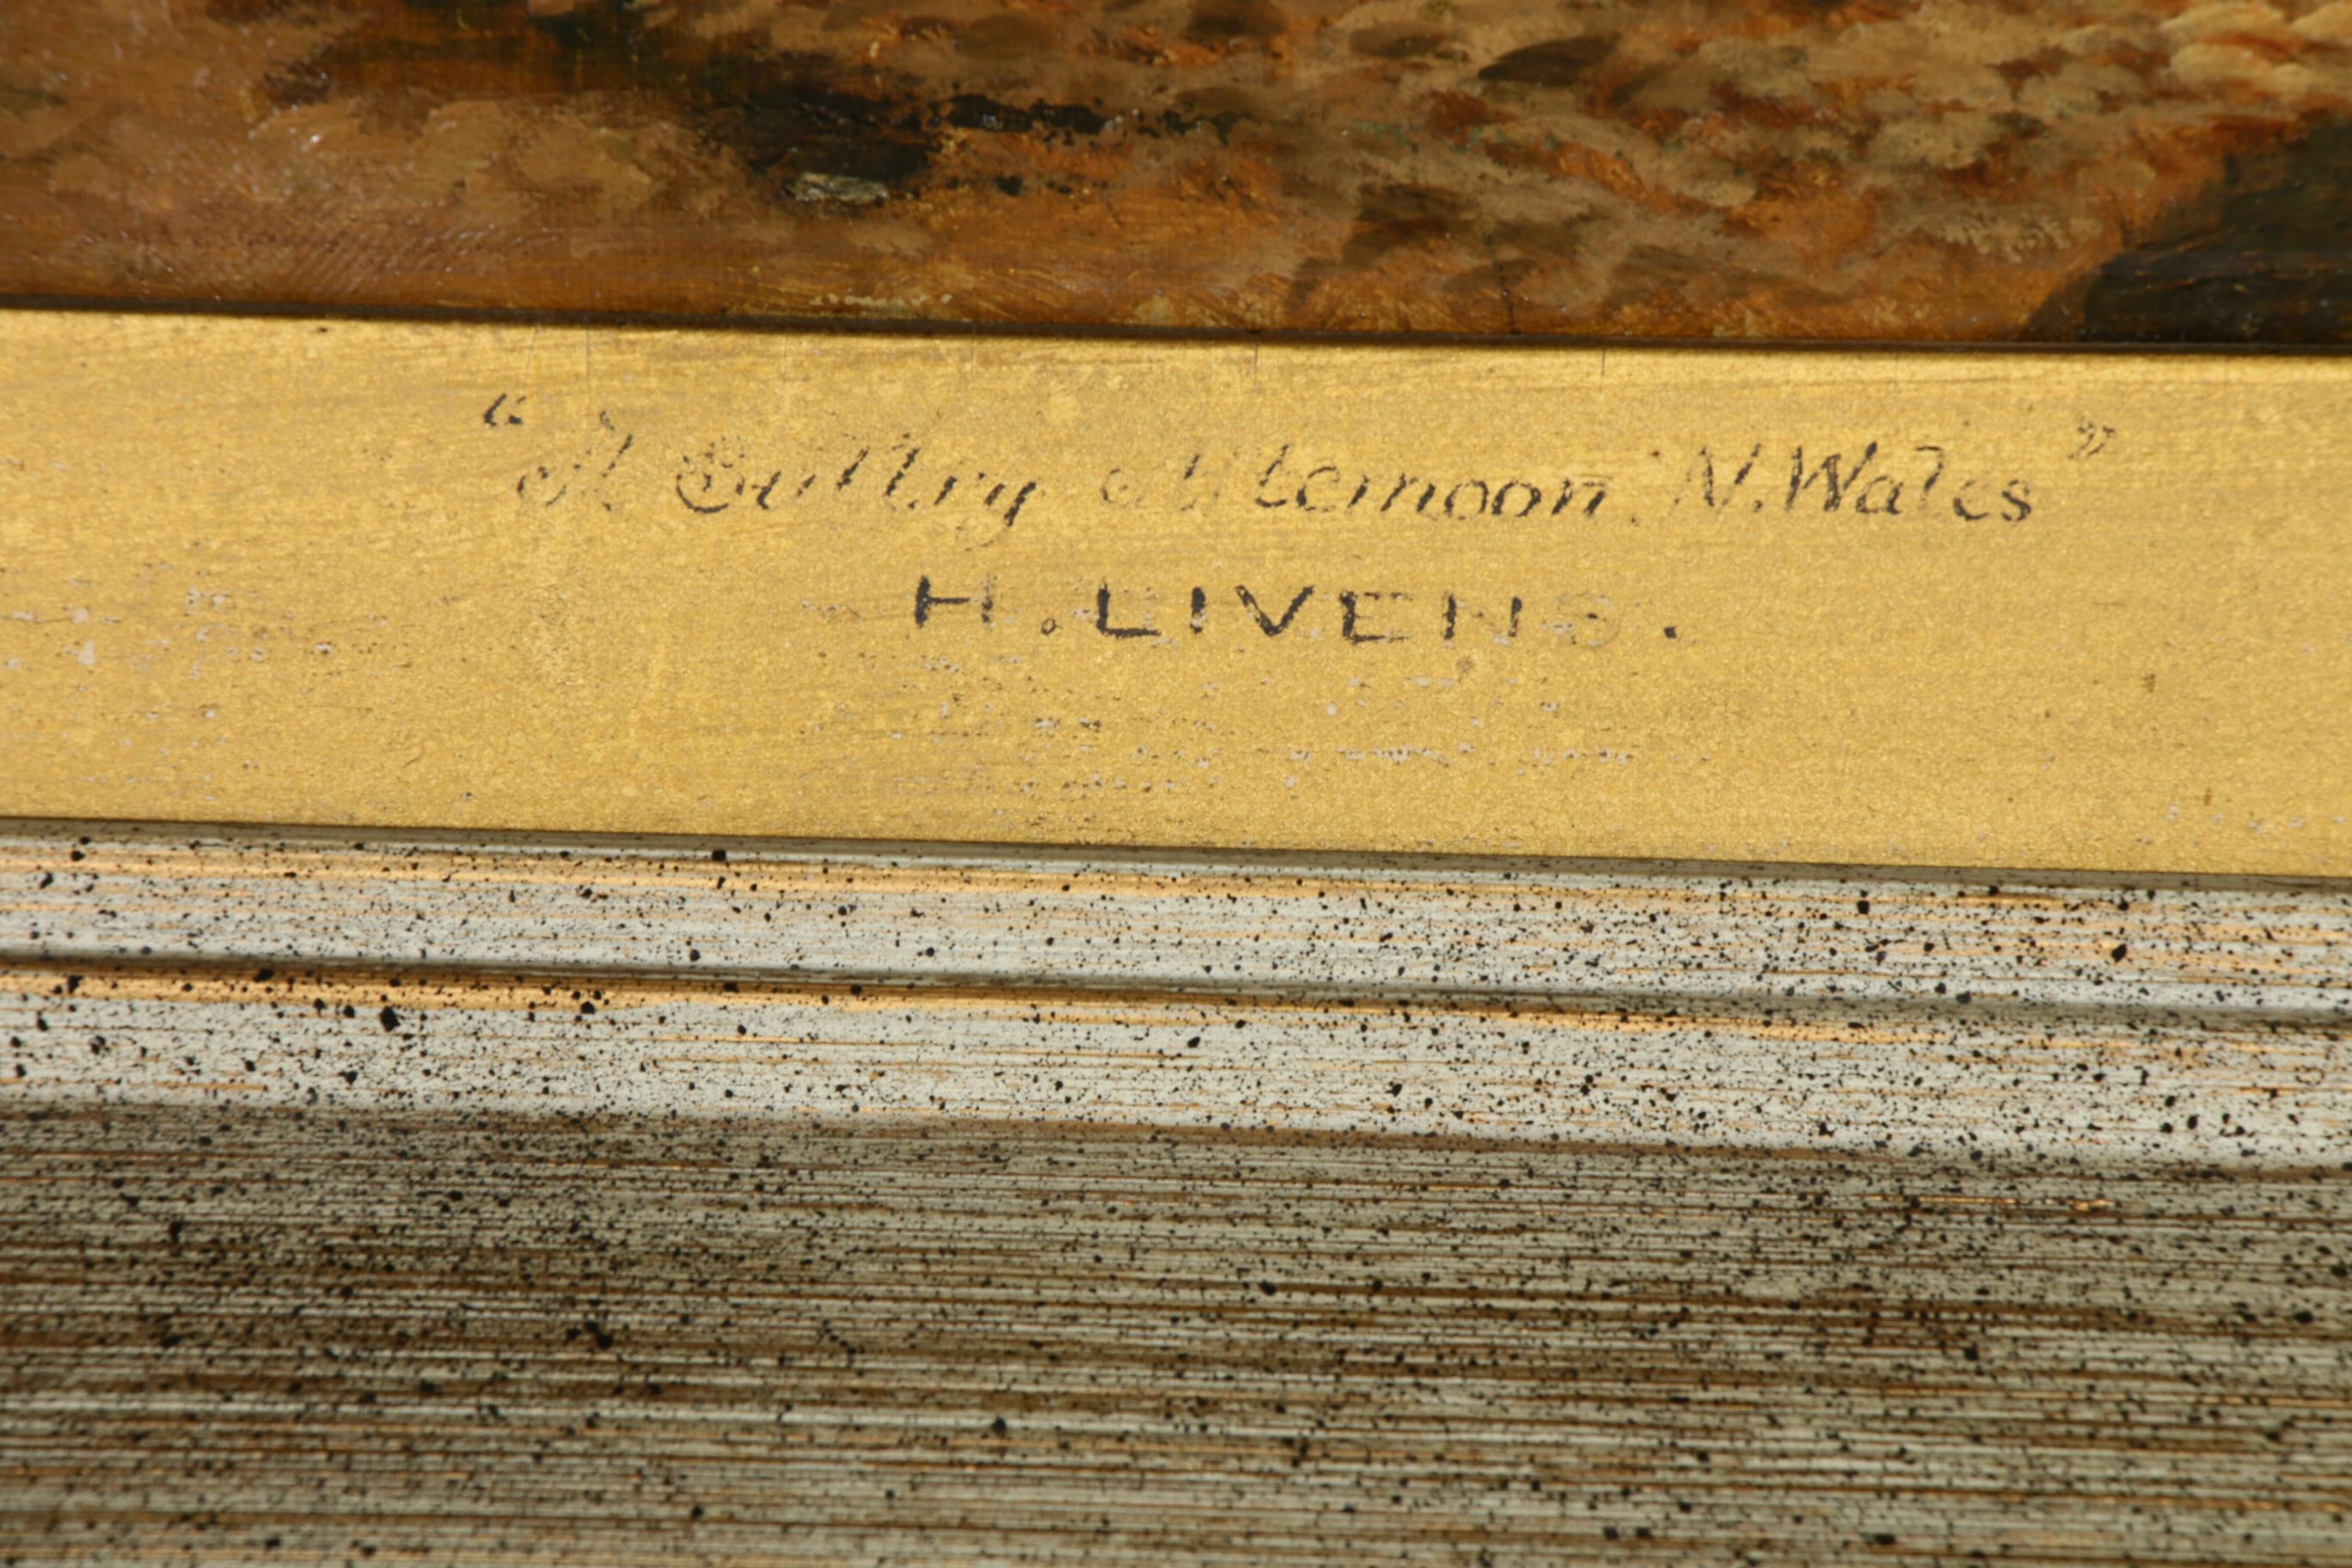 “A Sultry Afternoon, N. Wales”
H. LIVENS.